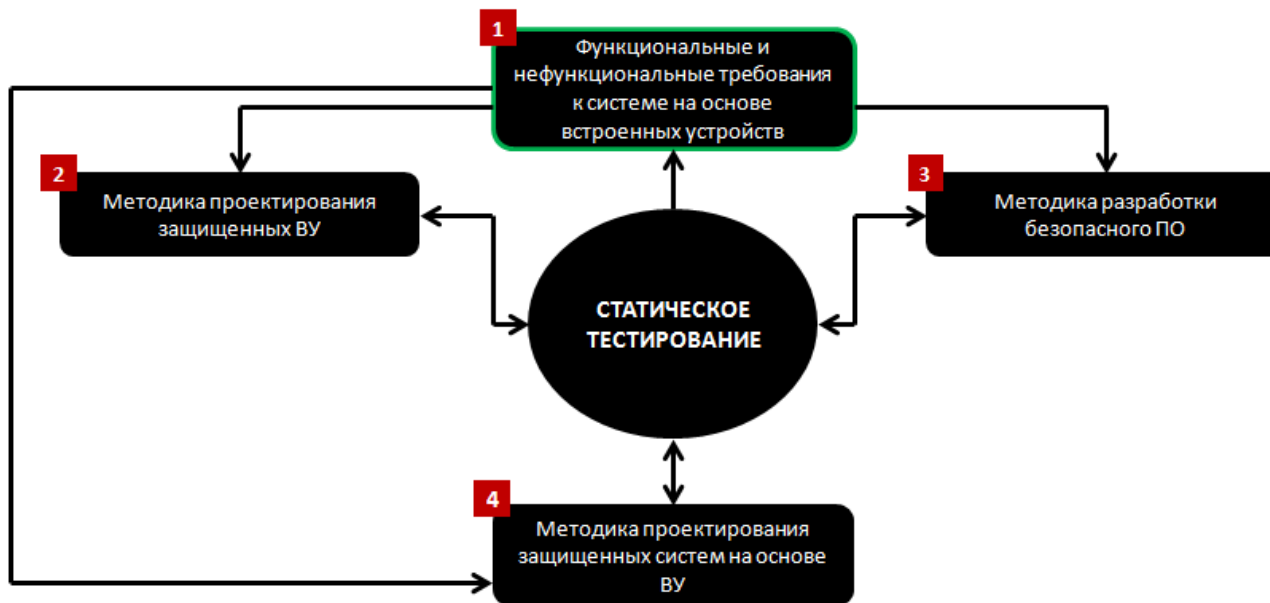 1
Функциональные и
нефункциональные требования
к системе на основе
встроенных устройств
2
Методика проектирования
защищенных ВУ
3
Методика разработки
безопасного ПО
СТАТИЧЕСКОЕ
ТЕСТИРОВАНИЕ
4
Методика проектирования
защищенных систем на основе
ВУ